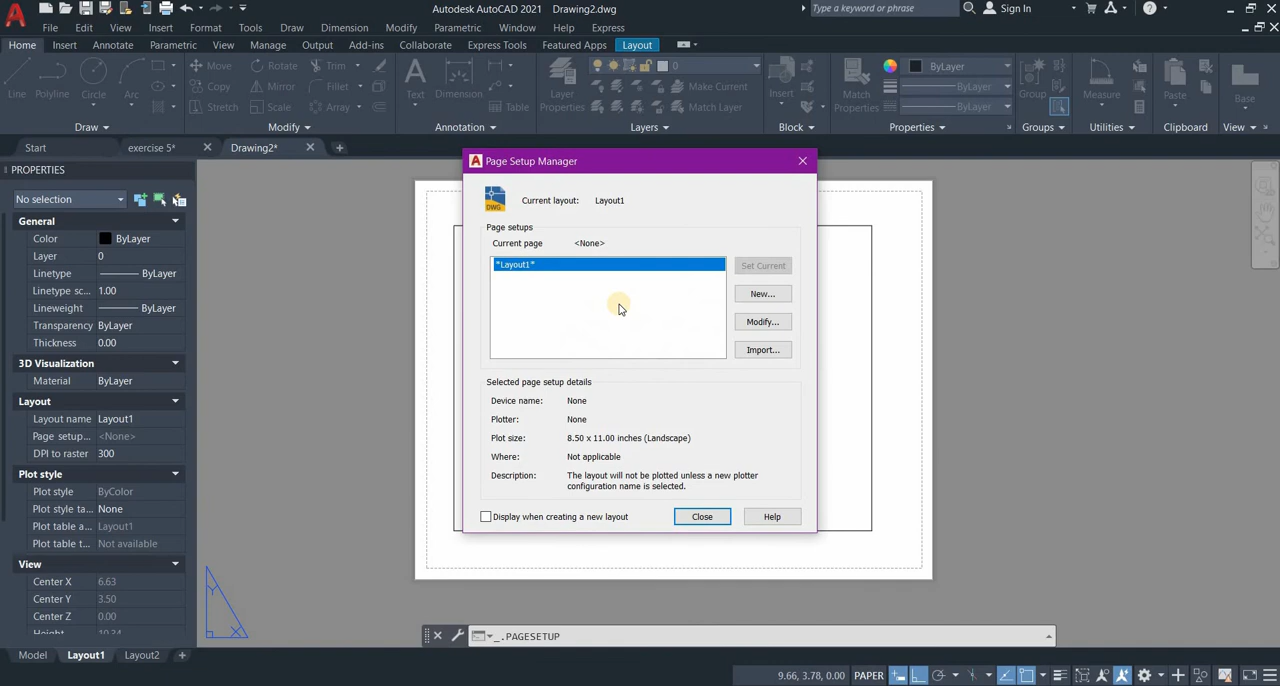 Autodesk AutoCAD 2021 Drawing2.dwg
Type a keyword or phrase
Sign In
File Edit View Insert Format Tools Draw Dimension Modify Parametric Window Help Express
Home Insert Annotate Parametric View Manage Output Add-ins Collaborate Express Tools Featured Apps Layout
Line Polyline Circle Arc
Move Rotate Trim
Copy Mirror Fillet
Stretch Scale Array
Text Dimension Table
Layer Properties
0
Make Current
Match Layer
Insert
Match Properties
ByLayer
ByLayer
ByLayer
Group
Measure
Paste
Base
Draw Modify Annotation Layers Block Properties Groups Utilities Clipboard View
Start exercise 5* Drawing2*
PROPERTIES
No selection
General
Color ByLayer
Layer 0
Linetype ByLayer
Linetype sc... 1.00
Lineweight ByLayer
Transparency ByLayer
Thickness 0.00
3D Visualization
Material ByLayer
Layout
Layout name Layout1
Page setup... <None>
DPI to raster 300
Plot style
Plot style ByColor
Plot style ta... None
Plot table a... Layout1
Plot table t... Not available
View
Center X 6.63
Center Y 3.50
Center Z 0.00
Height 10.34
Page Setup Manager
DWG
Current layout: Layout1
Page setups
Current page <None>
*Layout1*
Set Current
New...
Modify...
Import...
Selected page setup details
Device name: None
Plotter: None
Plot size: 8.50 x 11.00 inches (Landscape)
Where: Not applicable
Description: The layout will not be plotted unless a new plotter
configuration name is selected.
Display when creating a new layout
Close Help
Y
X
_.PAGESETUP
Model Layout1 Layout2
9.66, 3.78, 0.00 PAPER